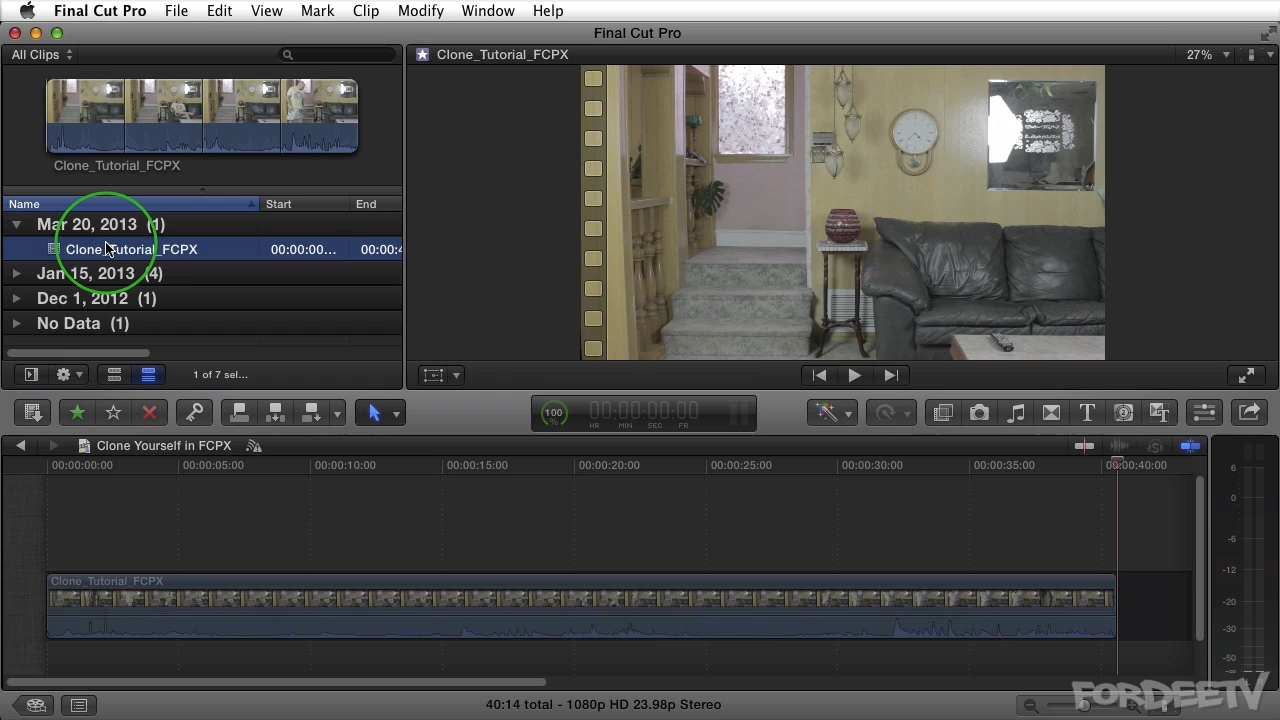 Final Cut Pro File Edit View Mark Clip Modify Window Help
Final Cut Pro
All Clips
Clone_Tutorial_FCPX 27%
Clone_Tutorial_FCPX
Name Start End
Mar 20, 2013 (1)
Clone_Tutorial_FCPX 00:00:00... 00:00:4
Jan 15, 2013 (4)
Dec 1, 2012 (1)
No Data (1)
1 of 7 sel...
100 % 00:00:00:00
HR MIN SEC FR
Clone Yourself in FCPX
00:00:00:00 00:00:05:00 00:00:10:00 00:00:15:00 00:00:20:00 00:00:25:00 00:00:30:00 00:00:35:00 00:00:40:00
6
0
-6
-12
-20
-30
-50
-∞
Clone_Tutorial_FCPX
40:14 total - 1080p HD 23.98p Stereo
FORDEETV